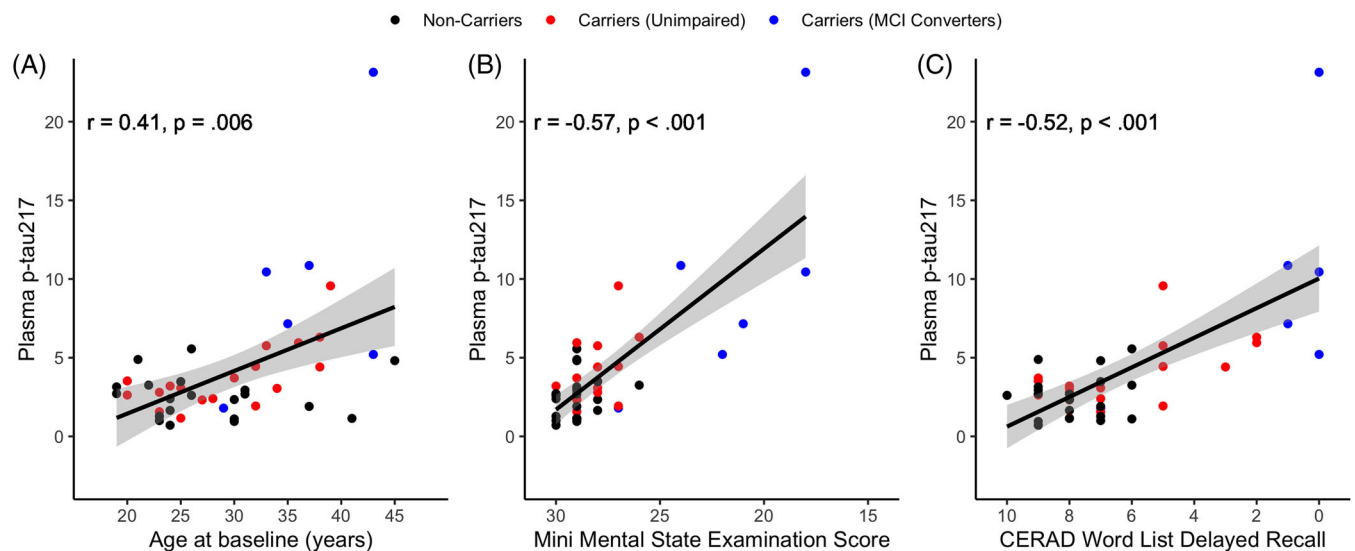 Non-Carriers Carriers (Unimpaired) Carriers (MCI Converters)
(A) (B) (C)
r = 0.41, p = .006
r = -0.57, p < .001
r = -0.52, p < .001
Plasma p-tau217
20
15
10
5
0
20 25 30 35 40 45
Age at baseline (years)
Plasma p-tau217
20
15
10
5
0
30 25 20 15
Mini Mental State Examination Score
Plasma p-tau217
20
15
10
5
0
10 8 6 4 2 0
CERAD Word List Delayed Recall